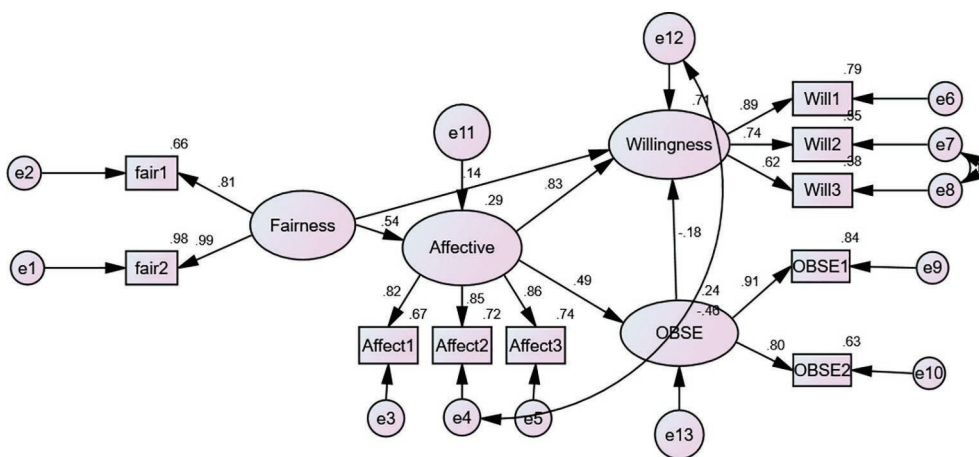 e12
.79
.71
.89
Will1
e6
.55
e11
Willingness
.74
Will2
e7
.66
.38
e2
fair1
.14
.62
Will3
e8
.81
.83
.29
Fairness
.54
-.18
.98
.99
Affective
.84
e1
fair2
.91
OBSE1
e9
.49
.24
.82
.85
.86
-.46
.67
.72
.74
OBSE
Affect1
Affect2
Affect3
.80
.63
OBSE2
e10
e3
e4
e5
e13